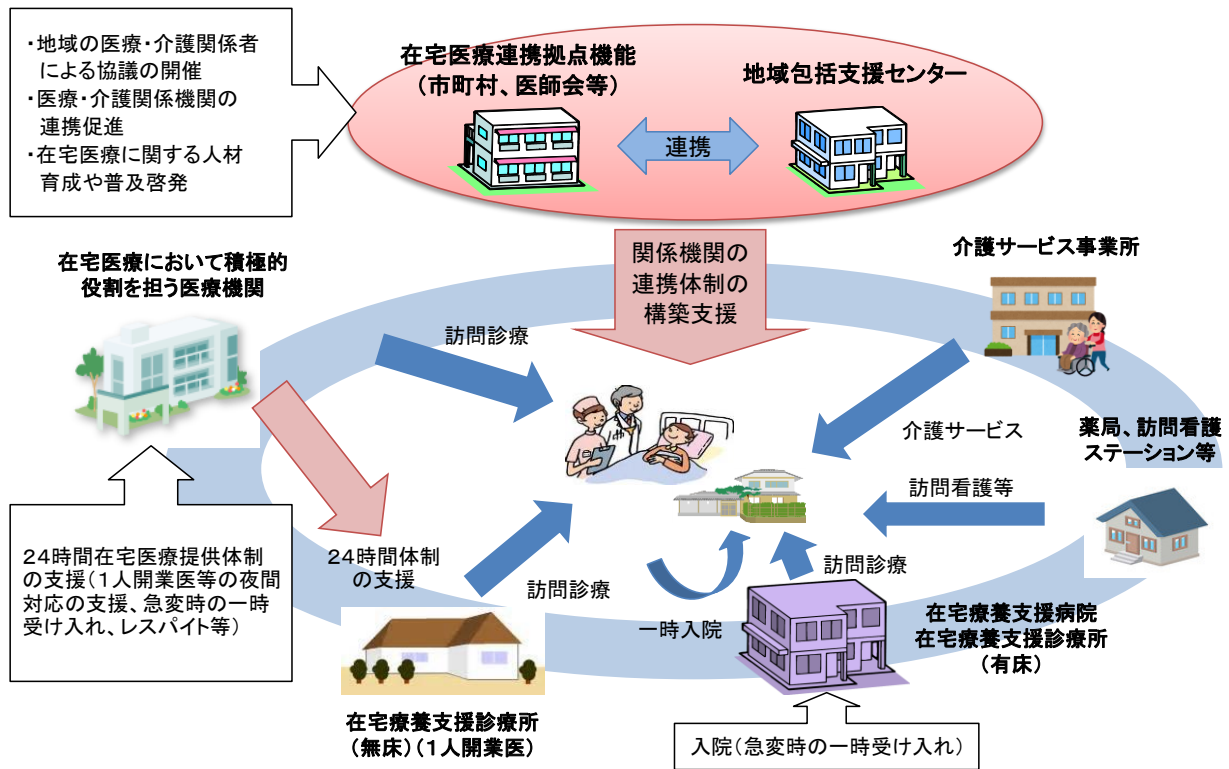 ・地域の医療・介護関係者
による協議の開催
・医療・介護関係機関の
連携促進
・在宅医療に関する人材
育成や普及啓発
在宅医療連携拠点機能
(市町村、医師会等)
地域包括支援センター
連携
関係機関の
連携体制の
構築支援
在宅医療において積極的
役割を担う医療機関
介護サービス事業所
訪問診療
介護サービス
薬局、訪問看護
ステーション等
訪問看護等
24時間在宅医療提供体制
の支援(1人開業医等の夜間
対応の支援、急変時の一時
受け入れ、レスパイト等)
24時間体制
の支援
訪問診療
訪問診療
一時入院
在宅療養支援病院
在宅療養支援診療所
(有床)
在宅療養支援診療所
(無床)(1人開業医)
入院(急変時の一時受け入れ)